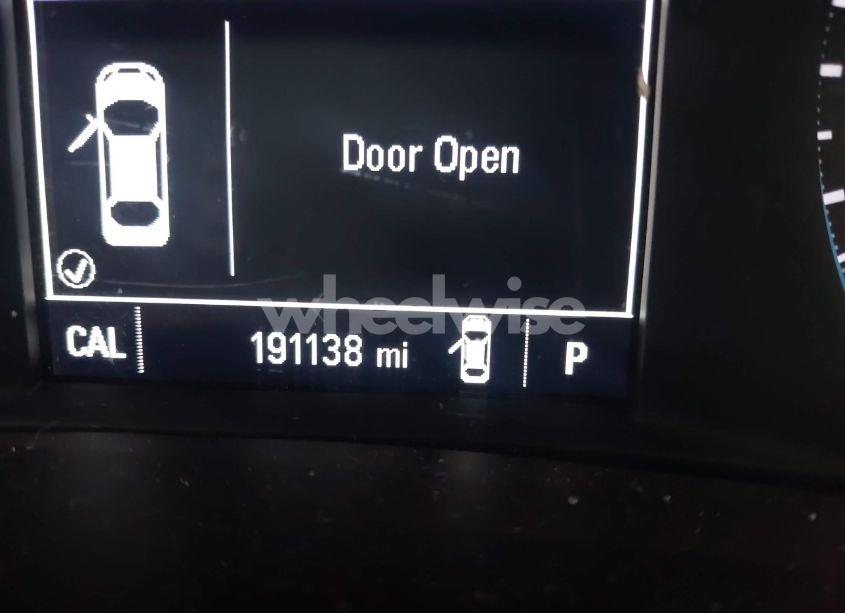 Door Open
wheelwise
CAL 191138 mi P